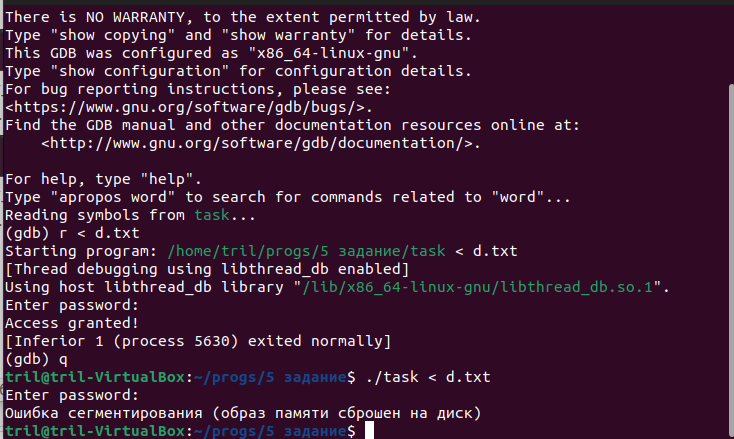 There is NO WARRANTY, to the extent permitted by law.
Type "show copying" and "show warranty" for details.
This GDB was configured as "x86_64-linux-gnu".
Type "show configuration" for configuration details.
For bug reporting instructions, please see:
<https://www.gnu.org/software/gdb/bugs/>.
Find the GDB manual and other documentation resources online at:
    <http://www.gnu.org/software/gdb/documentation/>.

For help, type "help".
Type "apropos word" to search for commands related to "word"...
Reading symbols from task...
(gdb) r < d.txt
Starting program: /home/tril/progs/5 задание/task < d.txt
[Thread debugging using libthread_db enabled]
Using host libthread_db library "/lib/x86_64-linux-gnu/libthread_db.so.1".
Enter password:
Access granted!
[Inferior 1 (process 5630) exited normally]
(gdb) q
tril@tril-VirtualBox:~/progs/5 задание$ ./task < d.txt
Enter password:
Ошибка сегментирования (образ памяти сброшен на диск)
tril@tril-VirtualBox:~/progs/5 задание$